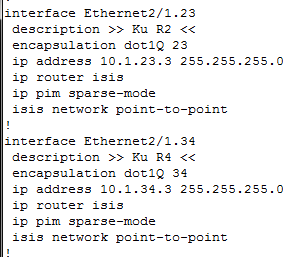 !
interface Ethernet2/1.23
 description >> Ku R2 <<
 encapsulation dot1Q 23
 ip address 10.1.23.3 255.255.255.0
 ip router isis
 ip pim sparse-mode
 isis network point-to-point
!
interface Ethernet2/1.34
 description >> Ku R4 <<
 encapsulation dot1Q 34
 ip address 10.1.34.3 255.255.255.0
 ip router isis
 ip pim sparse-mode
 isis network point-to-point
!